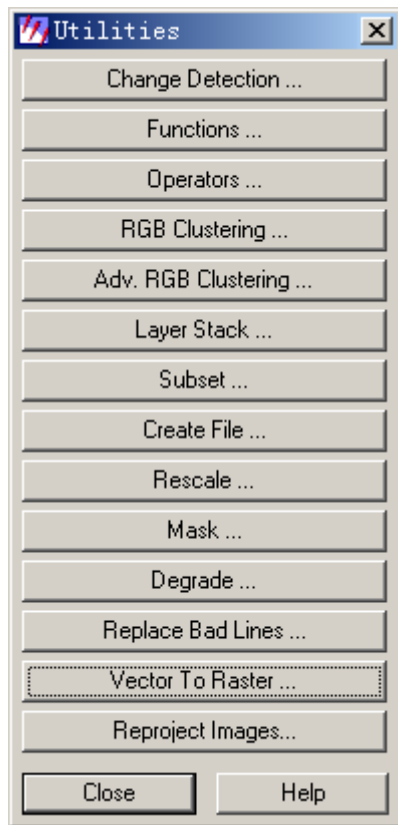 Utilities
Change Detection ...
Functions ...
Operators ...
RGB Clustering ...
Adv. RGB Clustering ...
Layer Stack ...
Subset ...
Create File ...
Rescale ...
Mask ...
Degrade ...
Replace Bad Lines ...
Vector To Raster ...
Reproject Images...
Close Help